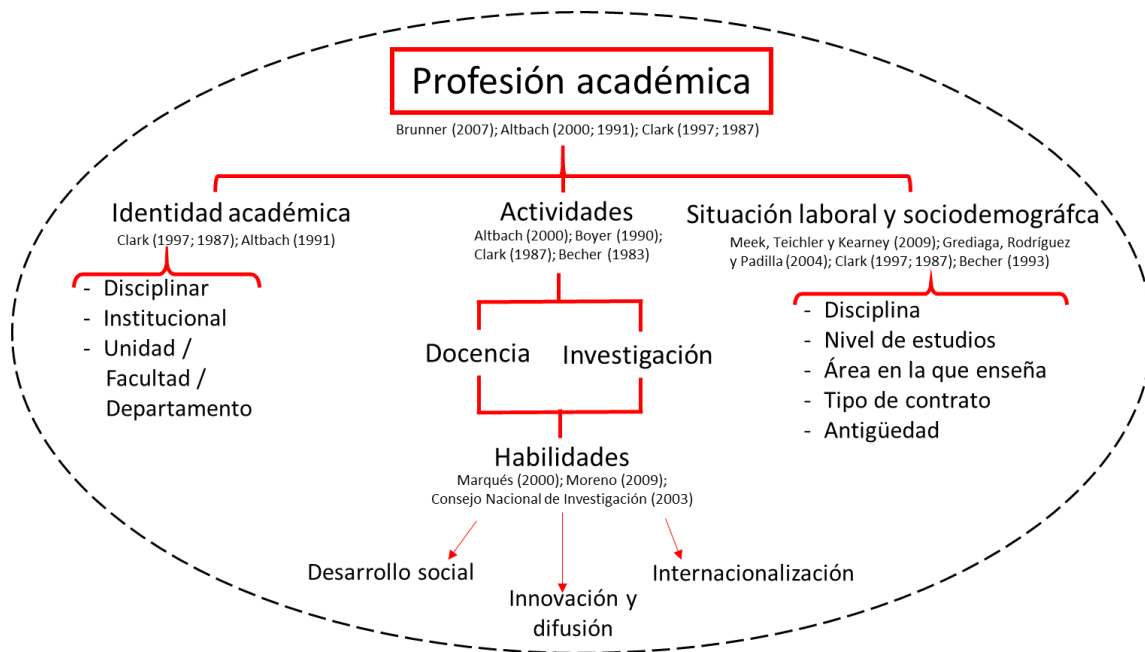 Profesión académica
Brunner (2007); Altbach (2000; 1991); Clark (1997; 1987)
Identidad académica
Clark (1997; 1987); Altbach (1991)
- Disciplinar
- Institucional
- Unidad /
Facultad /
Departamento
Actividades
Altbach (2000); Boyer (1990);
Clark (1987); Becher (1983)
Docencia
Investigación
Habilidades
Marqués (2000); Moreno (2009);
Consejo Nacional de Investigación (2003)
Desarrollo social
Innovación y
difusión
Internacionalización
Situación laboral y sociodemográfca
Meek, Teichler y Kearney (2009); Grediaga, Rodríguez
y Padilla (2004); Clark (1997; 1987); Becher (1993)
- Disciplina
- Nivel de estudios
- Área en la que enseña
- Tipo de contrato
- Antigüedad